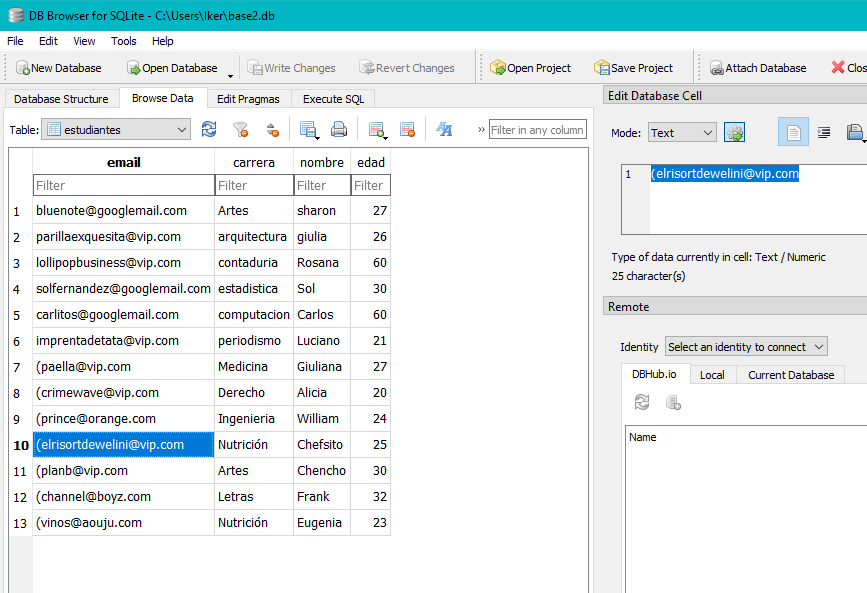 DB Browser for SQLite - C:\Users\Iker\base2.db
File Edit View Tools Help
New Database Open Database Write Changes Revert Changes Open Project Save Project Attach Database Clos
Database Structure Browse Data Edit Pragmas Execute SQL
Table: estudiantes » Filter in any column
email carrera nombre edad
Filter Filter Filter Filter
1 bluenote@googlemail.com Artes sharon 27
2 parillaexquesita@vip.com arquitectura giulia 26
3 lollipopbusiness@vip.com contaduria Rosana 60
4 solfernandez@googlemail.com estadistica Sol 30
5 carlitos@googlemail.com computacion Carlos 60
6 imprentadetata@vip.com periodismo Luciano 21
7 (paella@vip.com Medicina Giuliana 27
8 (crimewave@vip.com Derecho Alicia 20
9 (prince@orange.com Ingenieria William 24
10 (elrisortdewelini@vip.com Nutrición Chefsito 25
11 (planb@vip.com Artes Chencho 30
12 (channel@boyz.com Letras Frank 32
13 (vinos@aouju.com Nutrición Eugenia 23
Edit Database Cell
Mode: Text
1 (elrisortdewelini@vip.com
Type of data currently in cell: Text / Numeric
25 character(s)
Remote
Identity Select an identity to connect
DBHub.io Local Current Database
Name